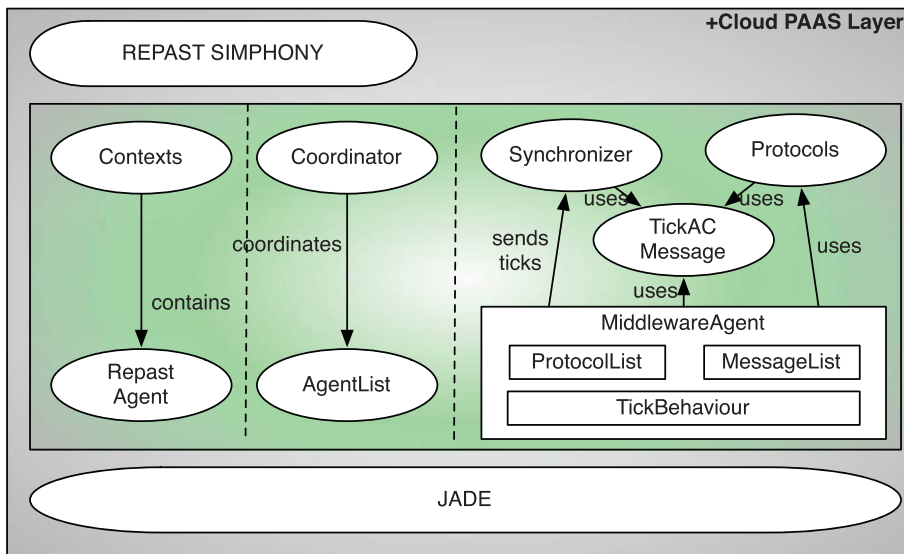 +Cloud PAAS Layer
REPAST SIMPHONY
Contexts
Coordinator
Synchronizer
Protocols
uses
uses
TickAC
Message
coordinates
sends
ticks
uses
contains
uses
MiddlewareAgent
Repast
Agent
AgentList
ProtocolList
MessageList
TickBehaviour
JADE